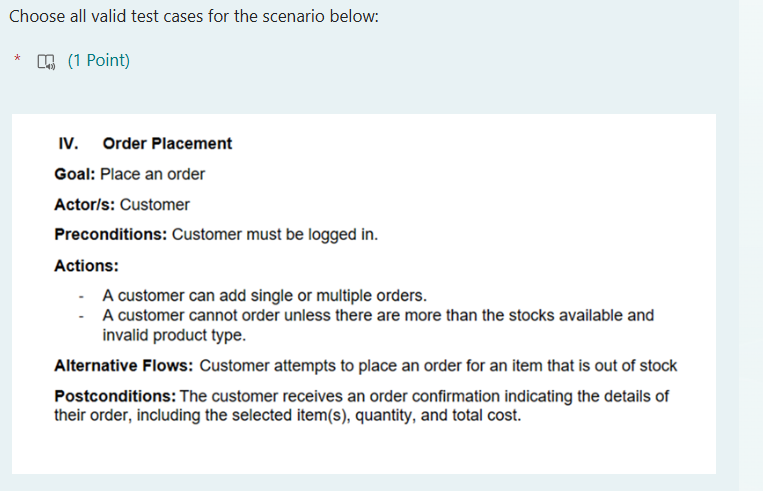 Choose all valid test cases for the scenario below:
* (1 Point)
IV. Order Placement
Goal: Place an order
Actor/s: Customer
Preconditions: Customer must be logged in.
Actions:
- A customer can add single or multiple orders.
- A customer cannot order unless there are more than the stocks available and
invalid product type.
Alternative Flows: Customer attempts to place an order for an item that is out of stock
Postconditions: The customer receives an order confirmation indicating the details of
their order, including the selected item(s), quantity, and total cost.